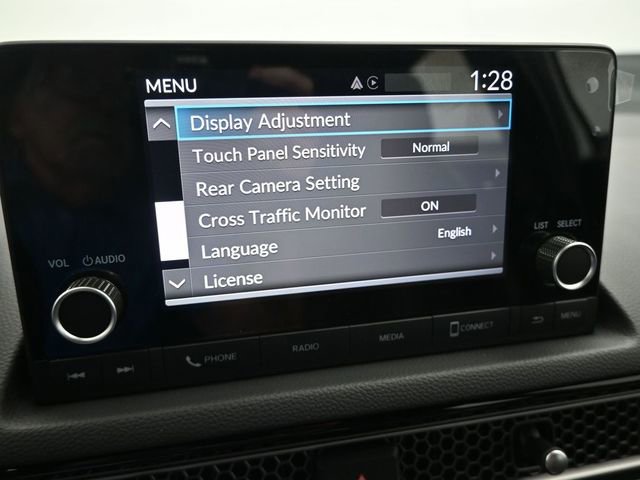 MENU 1:28
Display Adjustment
Touch Panel Sensitivity Normal
Rear Camera Setting
Cross Traffic Monitor ON
Language English
License
VOL AUDIO
LIST SELECT
PHONE RADIO MEDIA CONNECT MENU